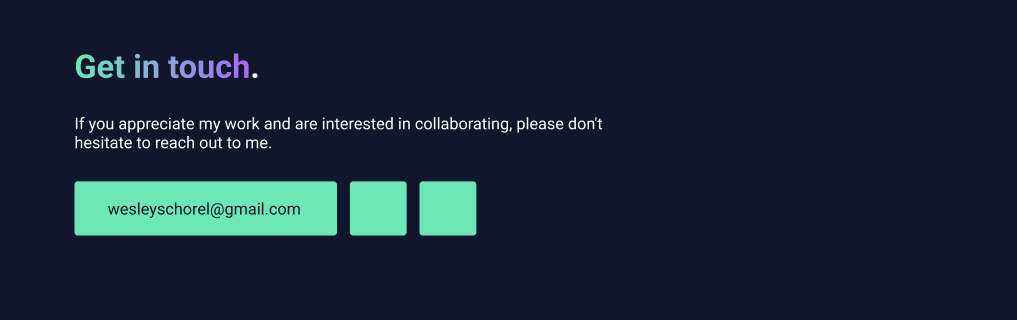 Get in touch.
If you appreciate my work and are interested in collaborating, please don't
hesitate to reach out to me.
wesleyschorel@gmail.com